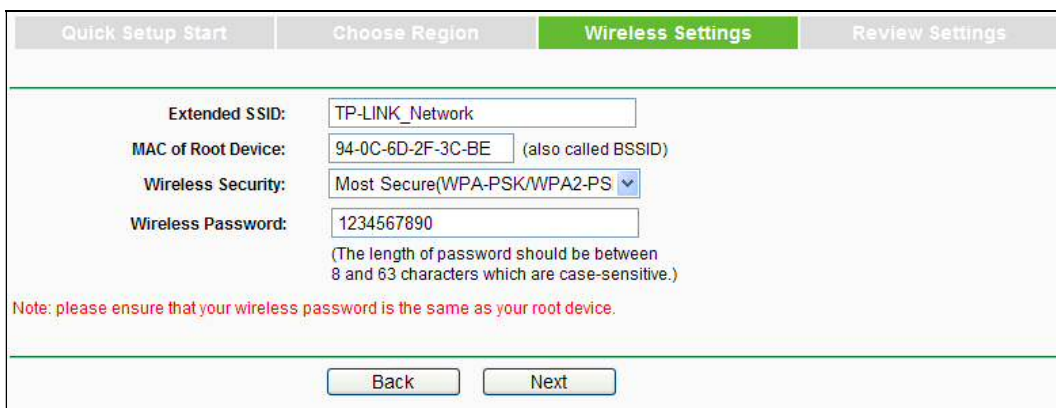 Quick Setup Start Choose Region Wireless Settings Review Settings
Extended SSID: TP-LINK_Network
MAC of Root Device: 94-0C-6D-2F-3C-BE (also called BSSID)
Wireless Security: Most Secure(WPA-PSK/WPA2-PS
Wireless Password: 1234567890
(The length of password should be between
8 and 63 characters which are case-sensitive.)
Note: please ensure that your wireless password is the same as your root device.
Back Next